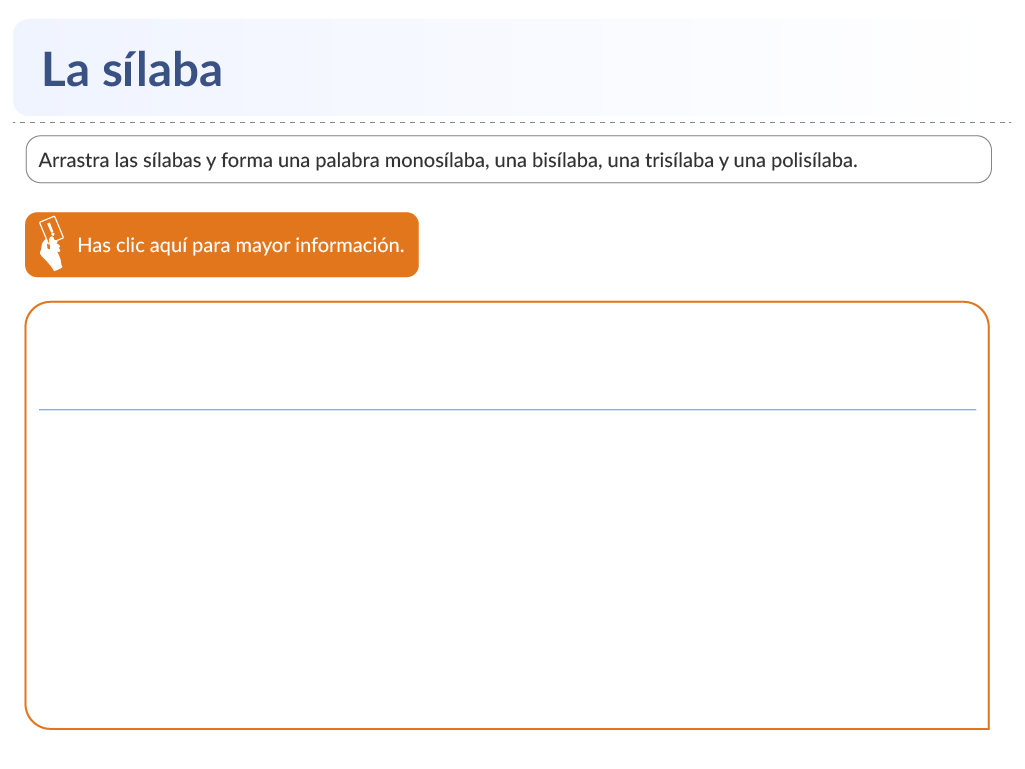 La sílaba
Arrastra las sílabas y forma una palabra monosílaba, una bisílaba, una trisílaba y una polisílaba.
Has clic aquí para mayor información.